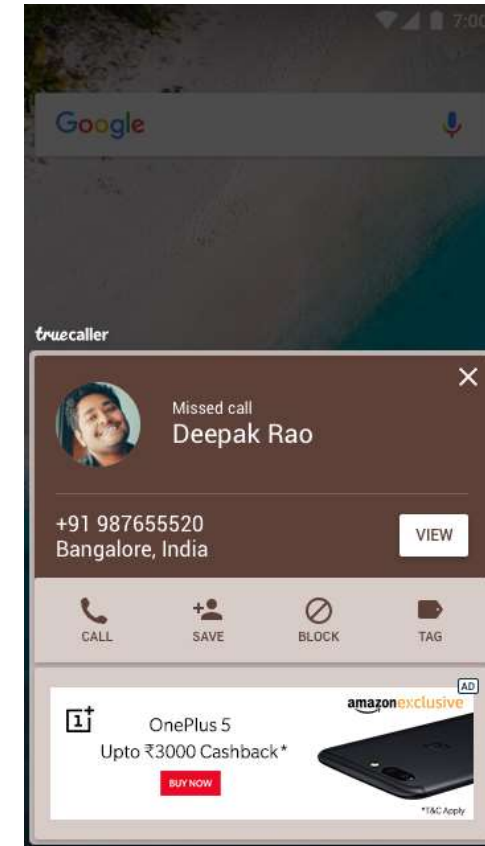 7:00
Google
truecaller
Missed call
Deepak Rao
+91 987655520
Bangalore, India
VIEW
CALL
SAVE
BLOCK
TAG
AD
amazonexclusive
OnePlus 5
Upto ₹3000 Cashback*
BUY NOW
*T&C Apply